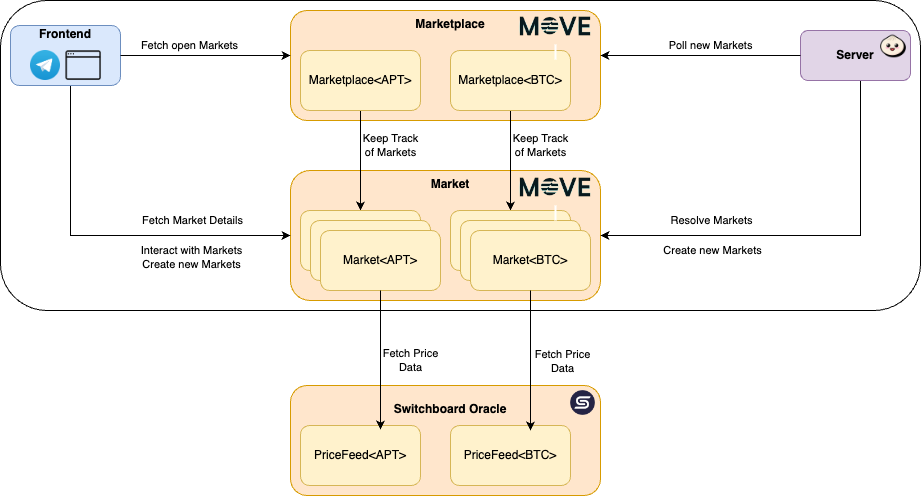 Marketplace
MOVE
Frontend
Fetch open Markets
Poll new Markets
Server
Marketplace<APT>
Marketplace<BTC>
Keep Track
of Markets
Keep Track
of Markets
Market
MOVE
Fetch Market Details
Resolve Markets
Interact with Markets
Create new Markets
Create new Markets
Market<APT>
Market<BTC>
Fetch Price
Data
Fetch Price
Data
Switchboard Oracle
PriceFeed<APT>
PriceFeed<BTC>